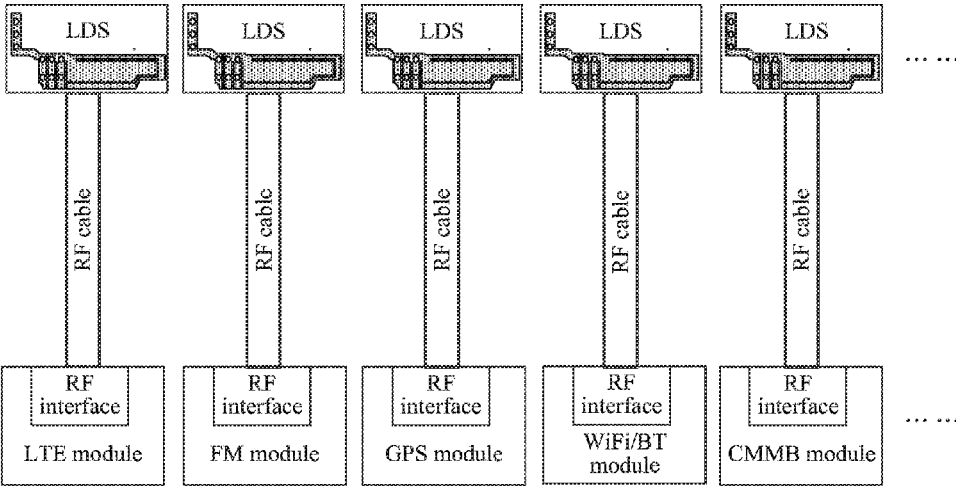 LDS LDS LDS LDS LDS
... ...
RF cable RF cable RF cable RF cable RF cable
RF RF RF RF RF
interface interface interface interface interface
... ...
LTE module FM module GPS module WiFi/BT CMMB module
module